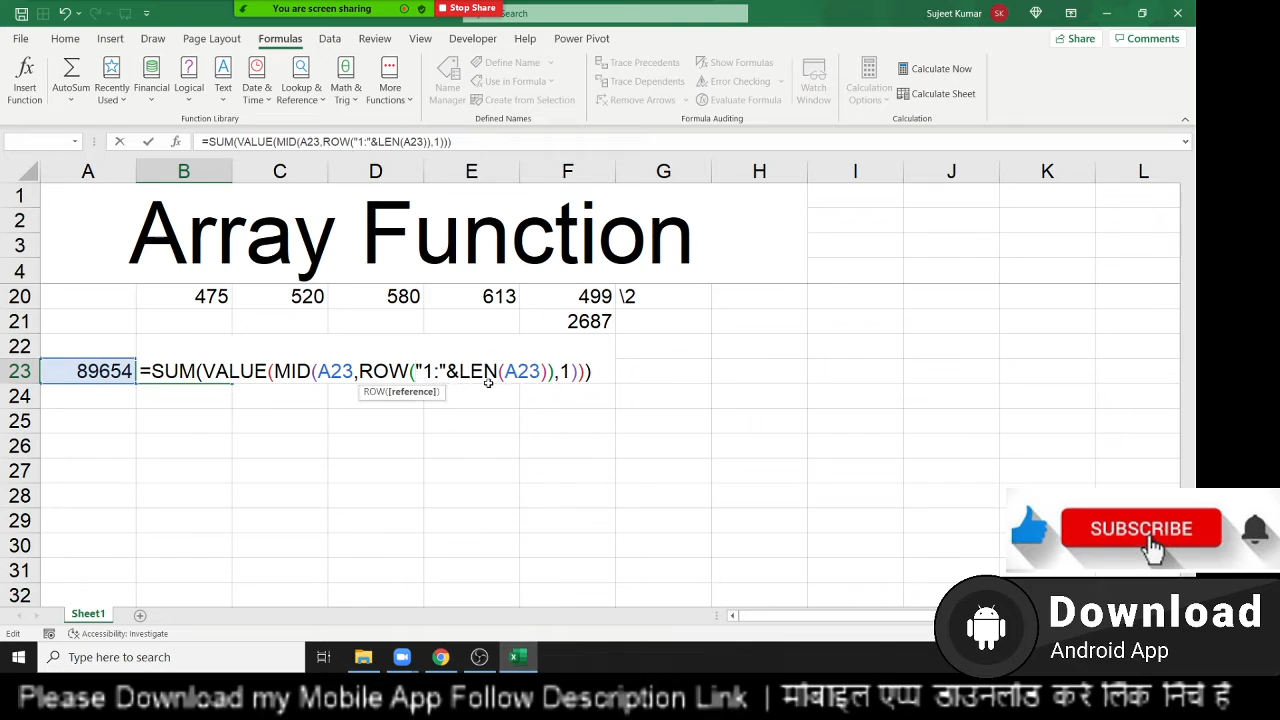 You are screen sharing
Stop Share
Search
Sujeet Kumar
SK
File Home Insert Draw Page Layout Formulas Data Review View Developer Help Power Pivot
Share
Comments
Insert Function
AutoSum
Recently Used
Financial
Logical
Text
Date & Time
Lookup & Reference
Math & Trig
More Functions
Function Library
Name Manager
Define Name
Use in Formula
Create from Selection
Defined Names
Trace Precedents
Trace Dependents
Remove Arrows
Show Formulas
Error Checking
Evaluate Formula
Formula Auditing
Watch Window
Calculation Options
Calculate Now
Calculate Sheet
Calculation
=SUM(VALUE(MID(A23,ROW("1:"&LEN(A23)),1)))
A B C D E F G H I J K L
1
2
3
4
Array Function
20 475 520 580 613 499 \2
21 2687
22
23 89654 =SUM(VALUE(MID(A23,ROW("1:"&LEN(A23)),1)))
ROW([reference])
24
25
26
27
28
29
30
31
32
SUBSCRIBE
Sheet1
Download
Android App
Edit
Accessibility: Investigate
Type here to search
Please Download my Mobile App Follow Description Link | मोबाइल एप्प डाउनलोड करे लिंक निचे है